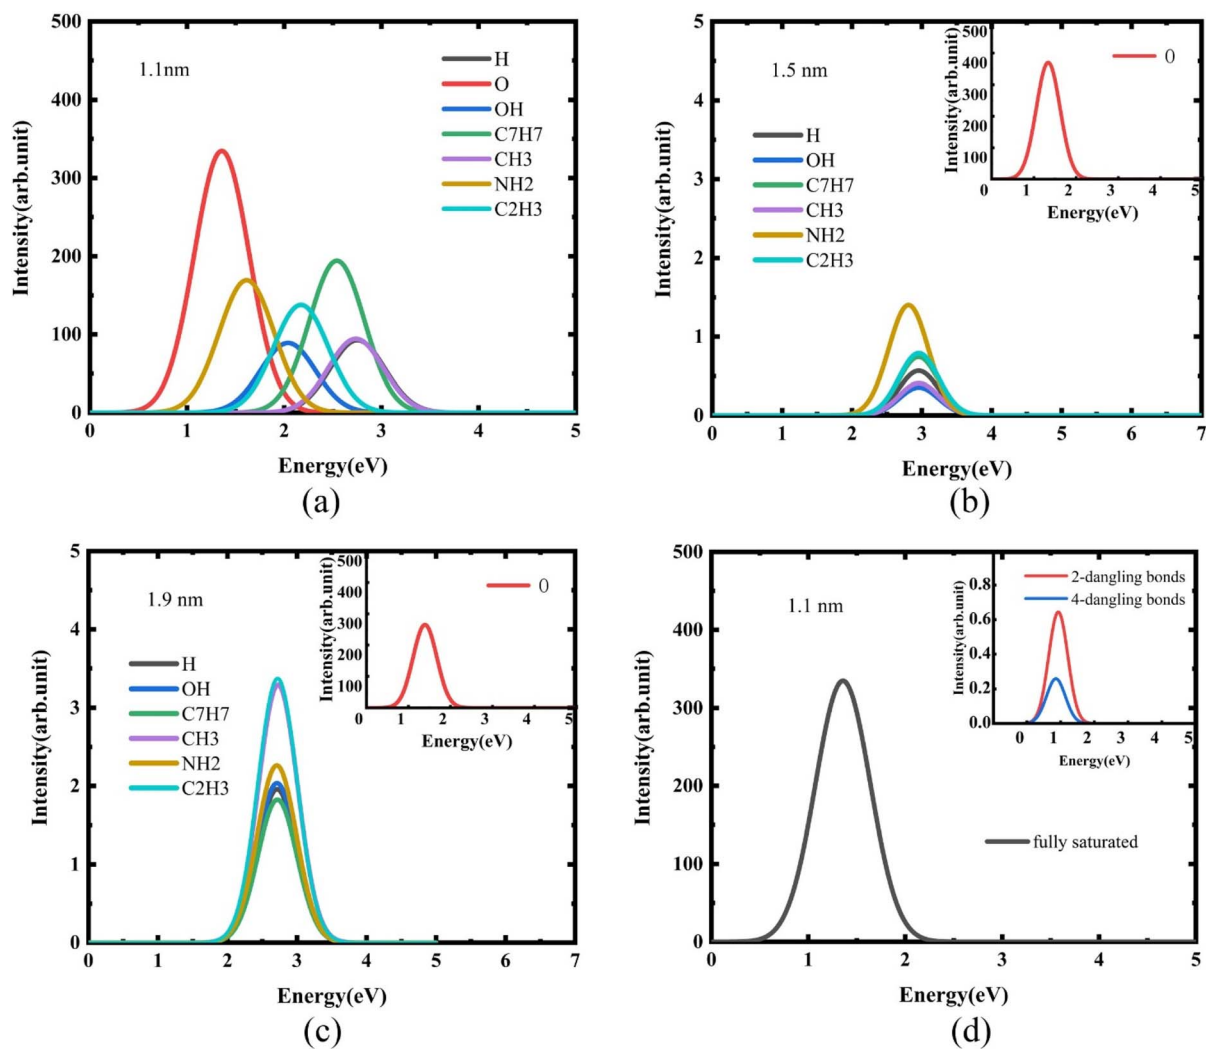 500
400
300
200
100
0
Intensity(arb.unit)
1.1nm
H
O
OH
C7H7
CH3
NH2
C2H3
0 1 2 3 4 5
Energy(eV)
(a)
5
4
3
2
1
0
Intensity(arb.unit)
1.5 nm
H
OH
C7H7
CH3
NH2
C2H3
500
400
300
200
100
Intensity(arb.unit)
O
0 1 2 3 4 5
Energy(eV)
0 1 2 3 4 5 6 7
Energy(eV)
(b)
5
4
3
2
1
0
Intensity(arb.unit)
1.9 nm
H
OH
C7H7
CH3
NH2
C2H3
500
400
300
200
100
Intensity(arb.unit)
O
0 1 2 3 4 5
Energy(eV)
0 1 2 3 4 5 6 7
Energy(eV)
(c)
500
400
300
200
100
0
Intensity(arb.unit)
1.1 nm
0.8
0.6
0.4
0.2
0.0
Intensity(arb.unit)
2-dangling bonds
4-dangling bonds
0 1 2 3 4 5
Energy(eV)
fully saturated
0 1 2 3 4 5
Energy(eV)
(d)